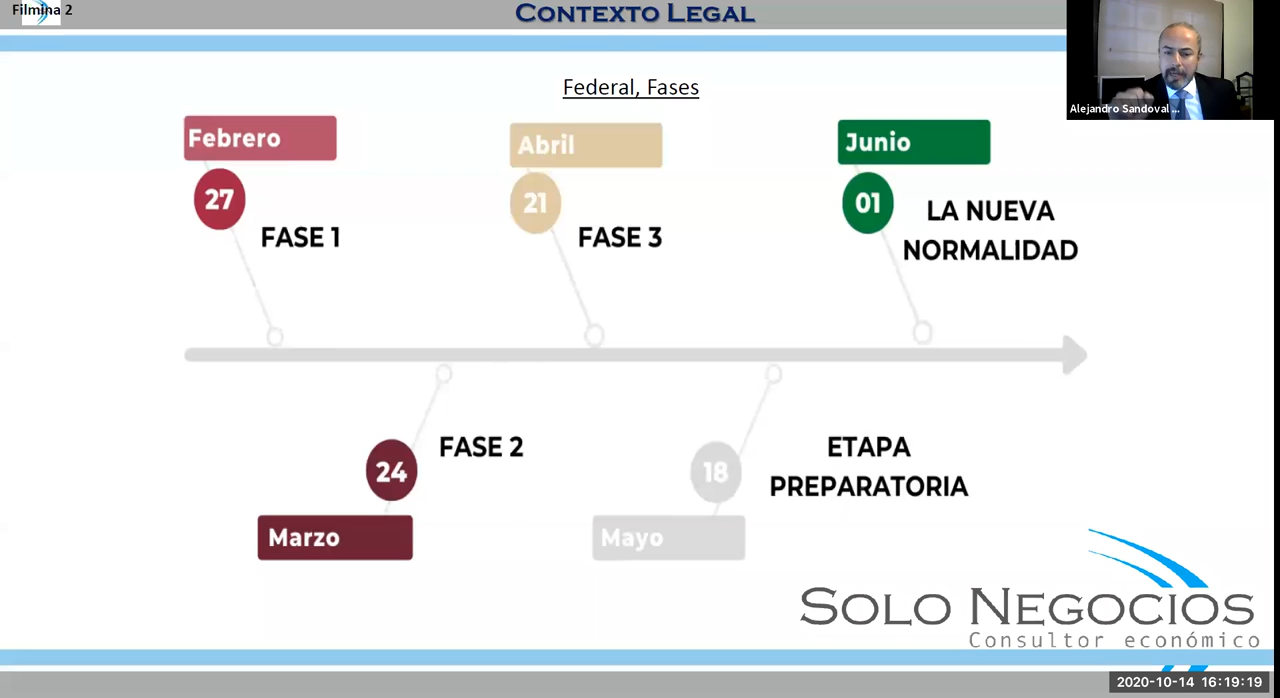 Filmina 2
CONTEXTO LEGAL
Alejandro Sandoval ...
Federal, Fases
Febrero
27
FASE 1
Abril
21
FASE 3
Junio
01
LA NUEVA
NORMALIDAD
24
FASE 2
Marzo
18
ETAPA
PREPARATORIA
Mayo
SOLO NEGOCIOS
Consultor económico
2020-10-14 16:19:19